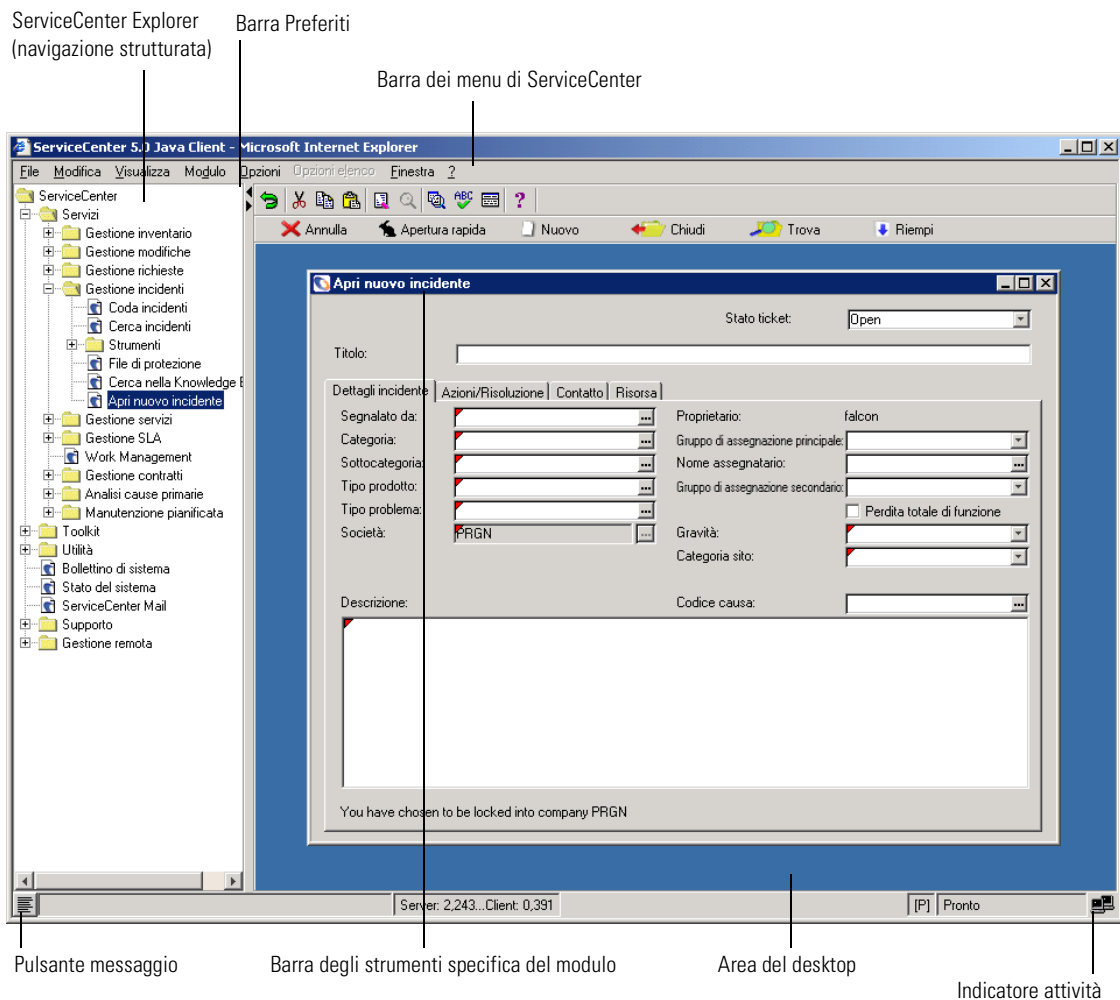 ServiceCenter Explorer
(navigazione strutturata)
Barra Preferiti
Barra dei menu di ServiceCenter
ServiceCenter 5.0 Java Client - Microsoft Internet Explorer
File Modifica Visualizza Modulo Opzioni Opzioni elenco Finestra ?
ServiceCenter
Servizi
Gestione inventario
Gestione modifiche
Gestione richieste
Gestione incidenti
Coda incidenti
Cerca incidenti
Strumenti
File di protezione
Cerca nella Knowledge
Apri nuovo incidente
Gestione servizi
Gestione SLA
Work Management
Gestione contratti
Analisi cause primarie
Manutenzione pianificata
Toolkit
Utilità
Bollettino di sistema
Stato del sistema
ServiceCenter Mail
Supporto
Gestione remota
ABC ?
Annulla Apertura rapida Nuovo Chiudi Trova Riempi
Apri nuovo incidente
Stato ticket: Open
Titolo:
Dettagli incidente Azioni/Risoluzione Contatto Risorsa
Segnalato da: Proprietario: falcon
Categoria: Gruppo di assegnazione principale:
Sottocategoria: Nome assegnatario:
Tipo prodotto: Gruppo di assegnazione secondario:
Tipo problema: Perdita totale di funzione
Società: PRGN Gravità:
Categoria sito:
Descrizione: Codice causa:
You have chosen to be locked into company PRGN
Server: 2,243...Client: 0,391 [P] Pronto
Pulsante messaggio
Barra degli strumenti specifica del modulo
Area del desktop
Indicatore attività